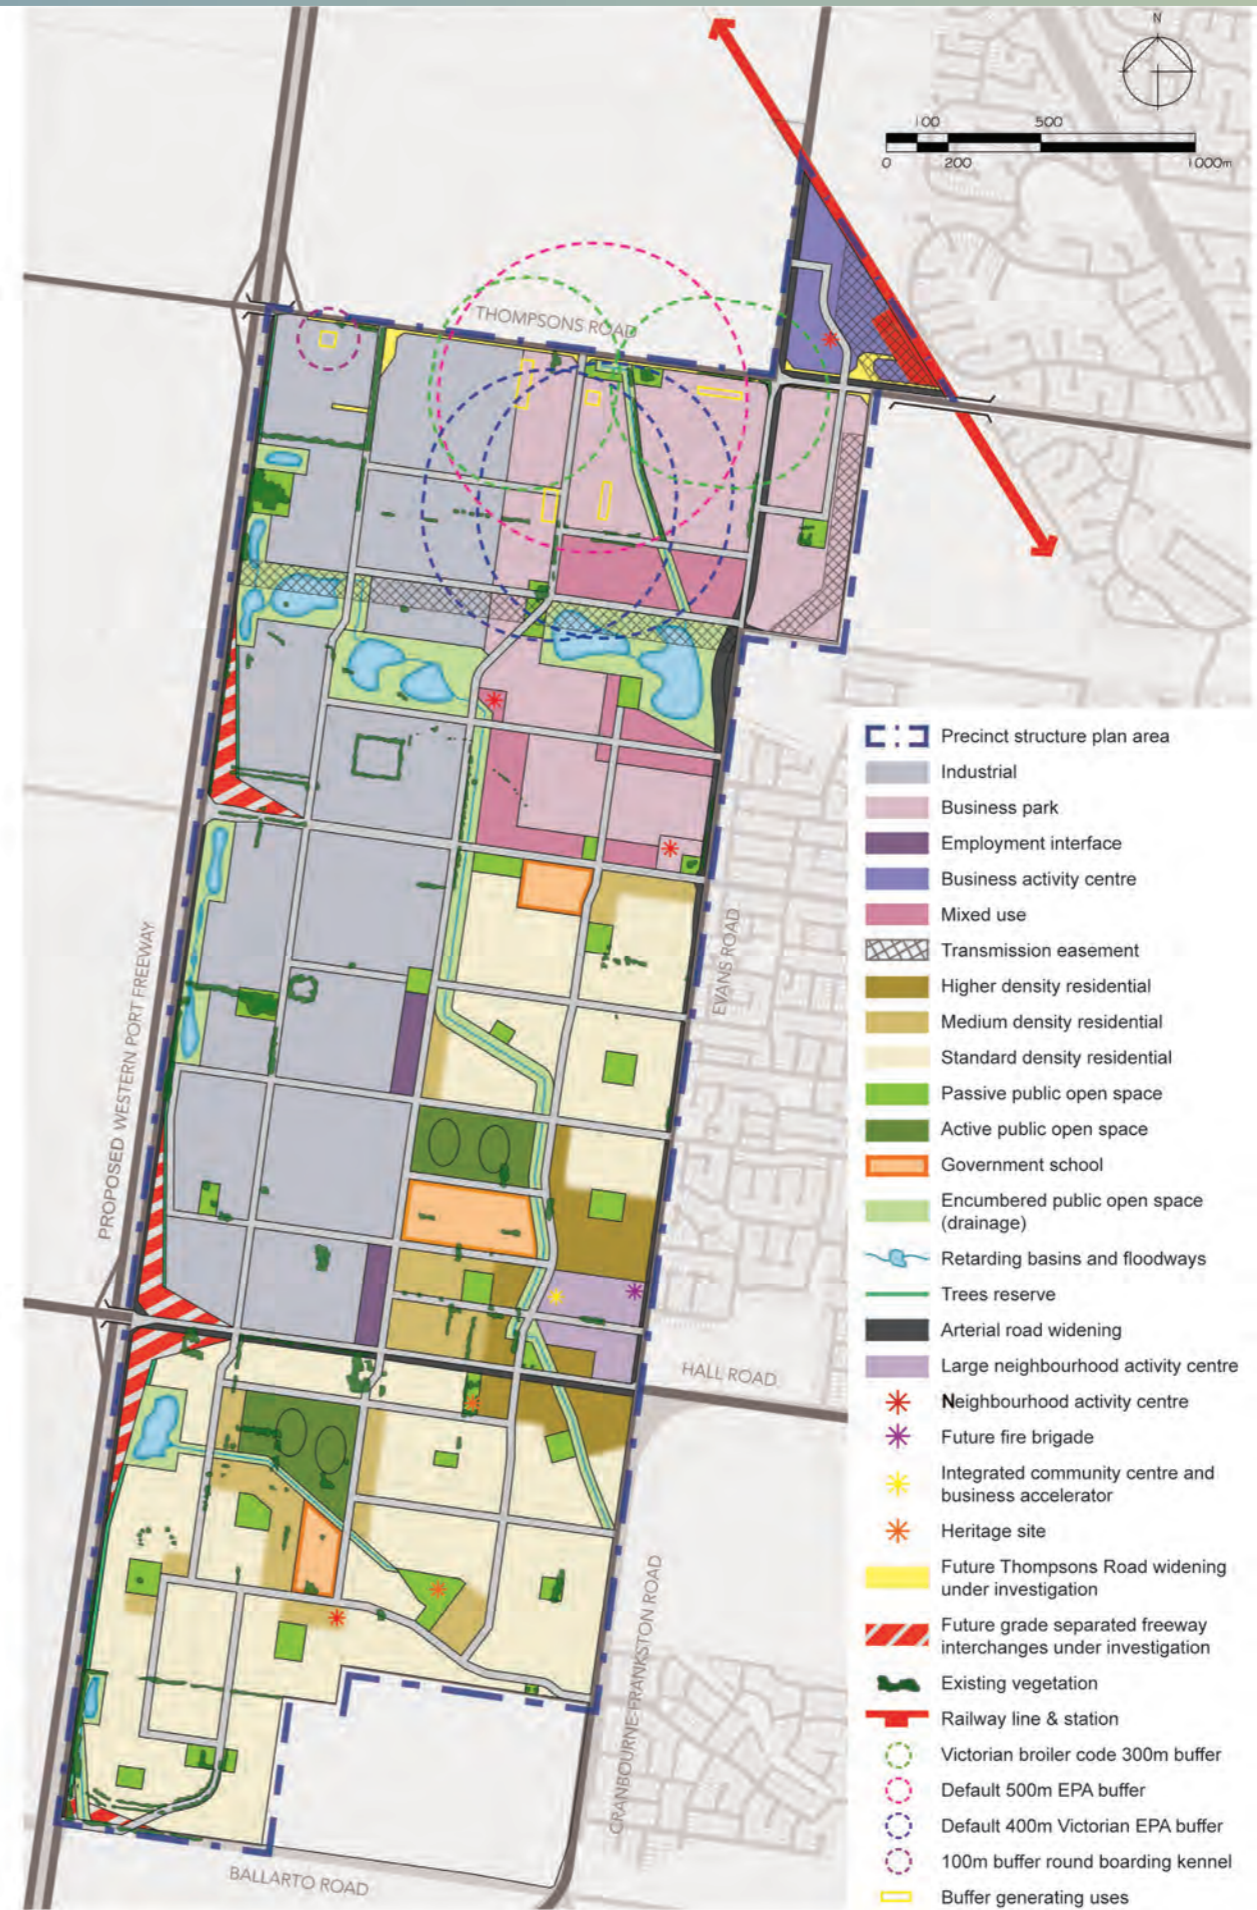 N
100 500
0 200 1000m
THOMPSONS ROAD
PROPOSED WESTERN PORT FREEWAY
EVANS ROAD
HALL ROAD
CRANBOURNE-FRANKSTON ROAD
BALLARTO ROAD
Precinct structure plan area
Industrial
Business park
Employment interface
Business activity centre
Mixed use
Transmission easement
Higher density residential
Medium density residential
Standard density residential
Passive public open space
Active public open space
Government school
Encumbered public open space
(drainage)
Retarding basins and floodways
Trees reserve
Arterial road widening
Large neighbourhood activity centre
Neighbourhood activity centre
Future fire brigade
Integrated community centre and
business accelerator
Heritage site
Future Thompsons Road widening
under investigation
Future grade separated freeway
interchanges under investigation
Existing vegetation
Railway line & station
Victorian broiler code 300m buffer
Default 500m EPA buffer
Default 400m Victorian EPA buffer
100m buffer round boarding kennel
Buffer generating uses